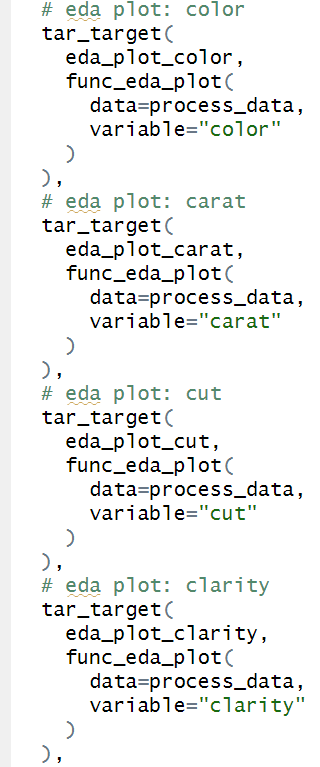 # eda plot: color
tar_target(
  eda_plot_color,
  func_eda_plot(
    data=process_data,
    variable="color"
  )
),
# eda plot: carat
tar_target(
  eda_plot_carat,
  func_eda_plot(
    data=process_data,
    variable="carat"
  )
),
# eda plot: cut
tar_target(
  eda_plot_cut,
  func_eda_plot(
    data=process_data,
    variable="cut"
  )
),
# eda plot: clarity
tar_target(
  eda_plot_clarity,
  func_eda_plot(
    data=process_data,
    variable="clarity"
  )
),